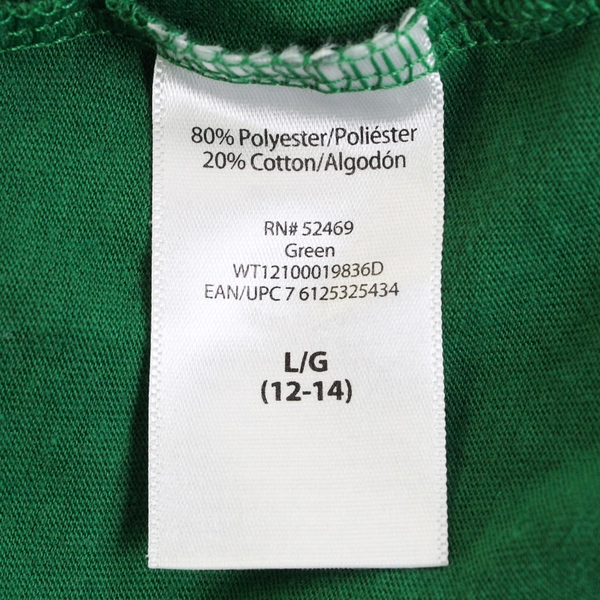 80% Polyester/Poliéster
20% Cotton/Algodón
RN# 52469
Green
WT12100019836D
EAN/UPC 7 6125325434
L/G
(12-14)